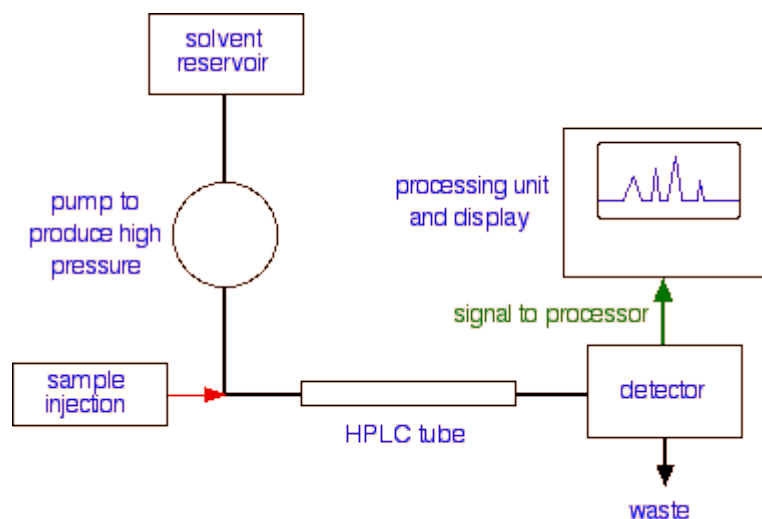 solvent
reservoir
pump to
produce high
pressure
processing unit
and display
signal to processor
sample
injection
HPLC tube
detector
waste